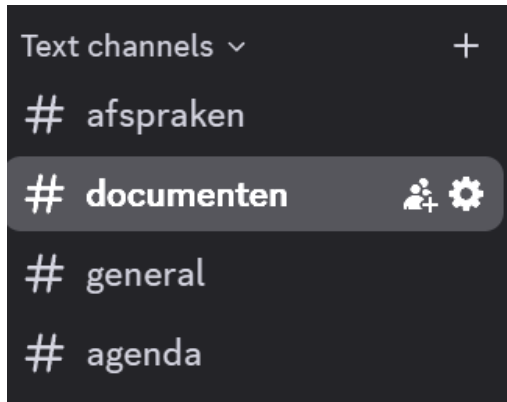 Text channels
# afspraken
# documenten
# general
# agenda